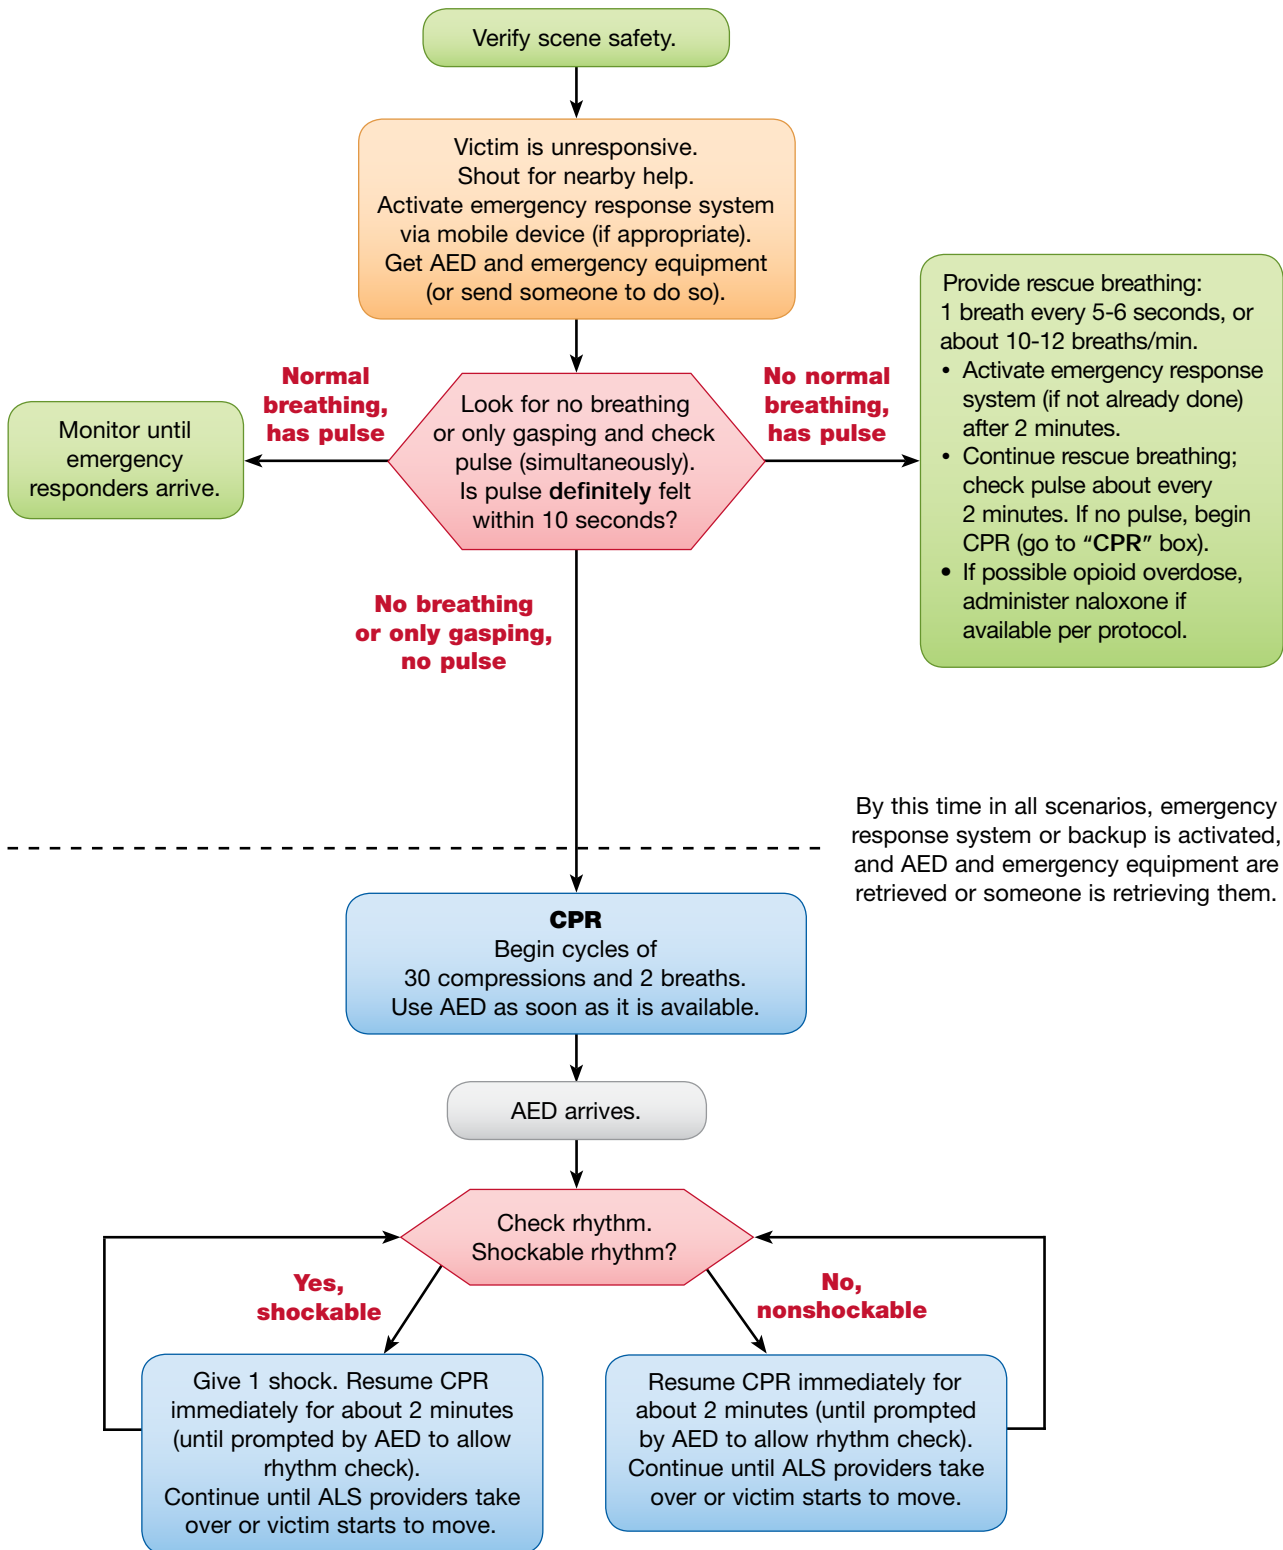 Verify scene safety.
Victim is unresponsive.
Shout for nearby help.
Activate emergency response system
via mobile device (if appropriate).
Get AED and emergency equipment
(or send someone to do so).
Normal
breathing,
has pulse
Monitor until
emergency
responders arrive.
Look for no breathing
or only gasping and check
pulse (simultaneously).
Is pulse definitely felt
within 10 seconds?
No normal
breathing,
has pulse
Provide rescue breathing:
1 breath every 5-6 seconds, or
about 10-12 breaths/min.
• Activate emergency response
system (if not already done)
after 2 minutes.
• Continue rescue breathing;
check pulse about every
2 minutes. If no pulse, begin
CPR (go to “CPR” box).
• If possible opioid overdose,
administer naloxone if
available per protocol.
No breathing
or only gasping,
no pulse
By this time in all scenarios, emergency
response system or backup is activated,
and AED and emergency equipment are
retrieved or someone is retrieving them.
CPR
Begin cycles of
30 compressions and 2 breaths.
Use AED as soon as it is available.
AED arrives.
Check rhythm.
Shockable rhythm?
Yes,
shockable
No,
nonshockable
Give 1 shock. Resume CPR
immediately for about 2 minutes
(until prompted by AED to allow
rhythm check).
Continue until ALS providers take
over or victim starts to move.
Resume CPR immediately for
about 2 minutes (until prompted
by AED to allow rhythm check).
Continue until ALS providers take
over or victim starts to move.